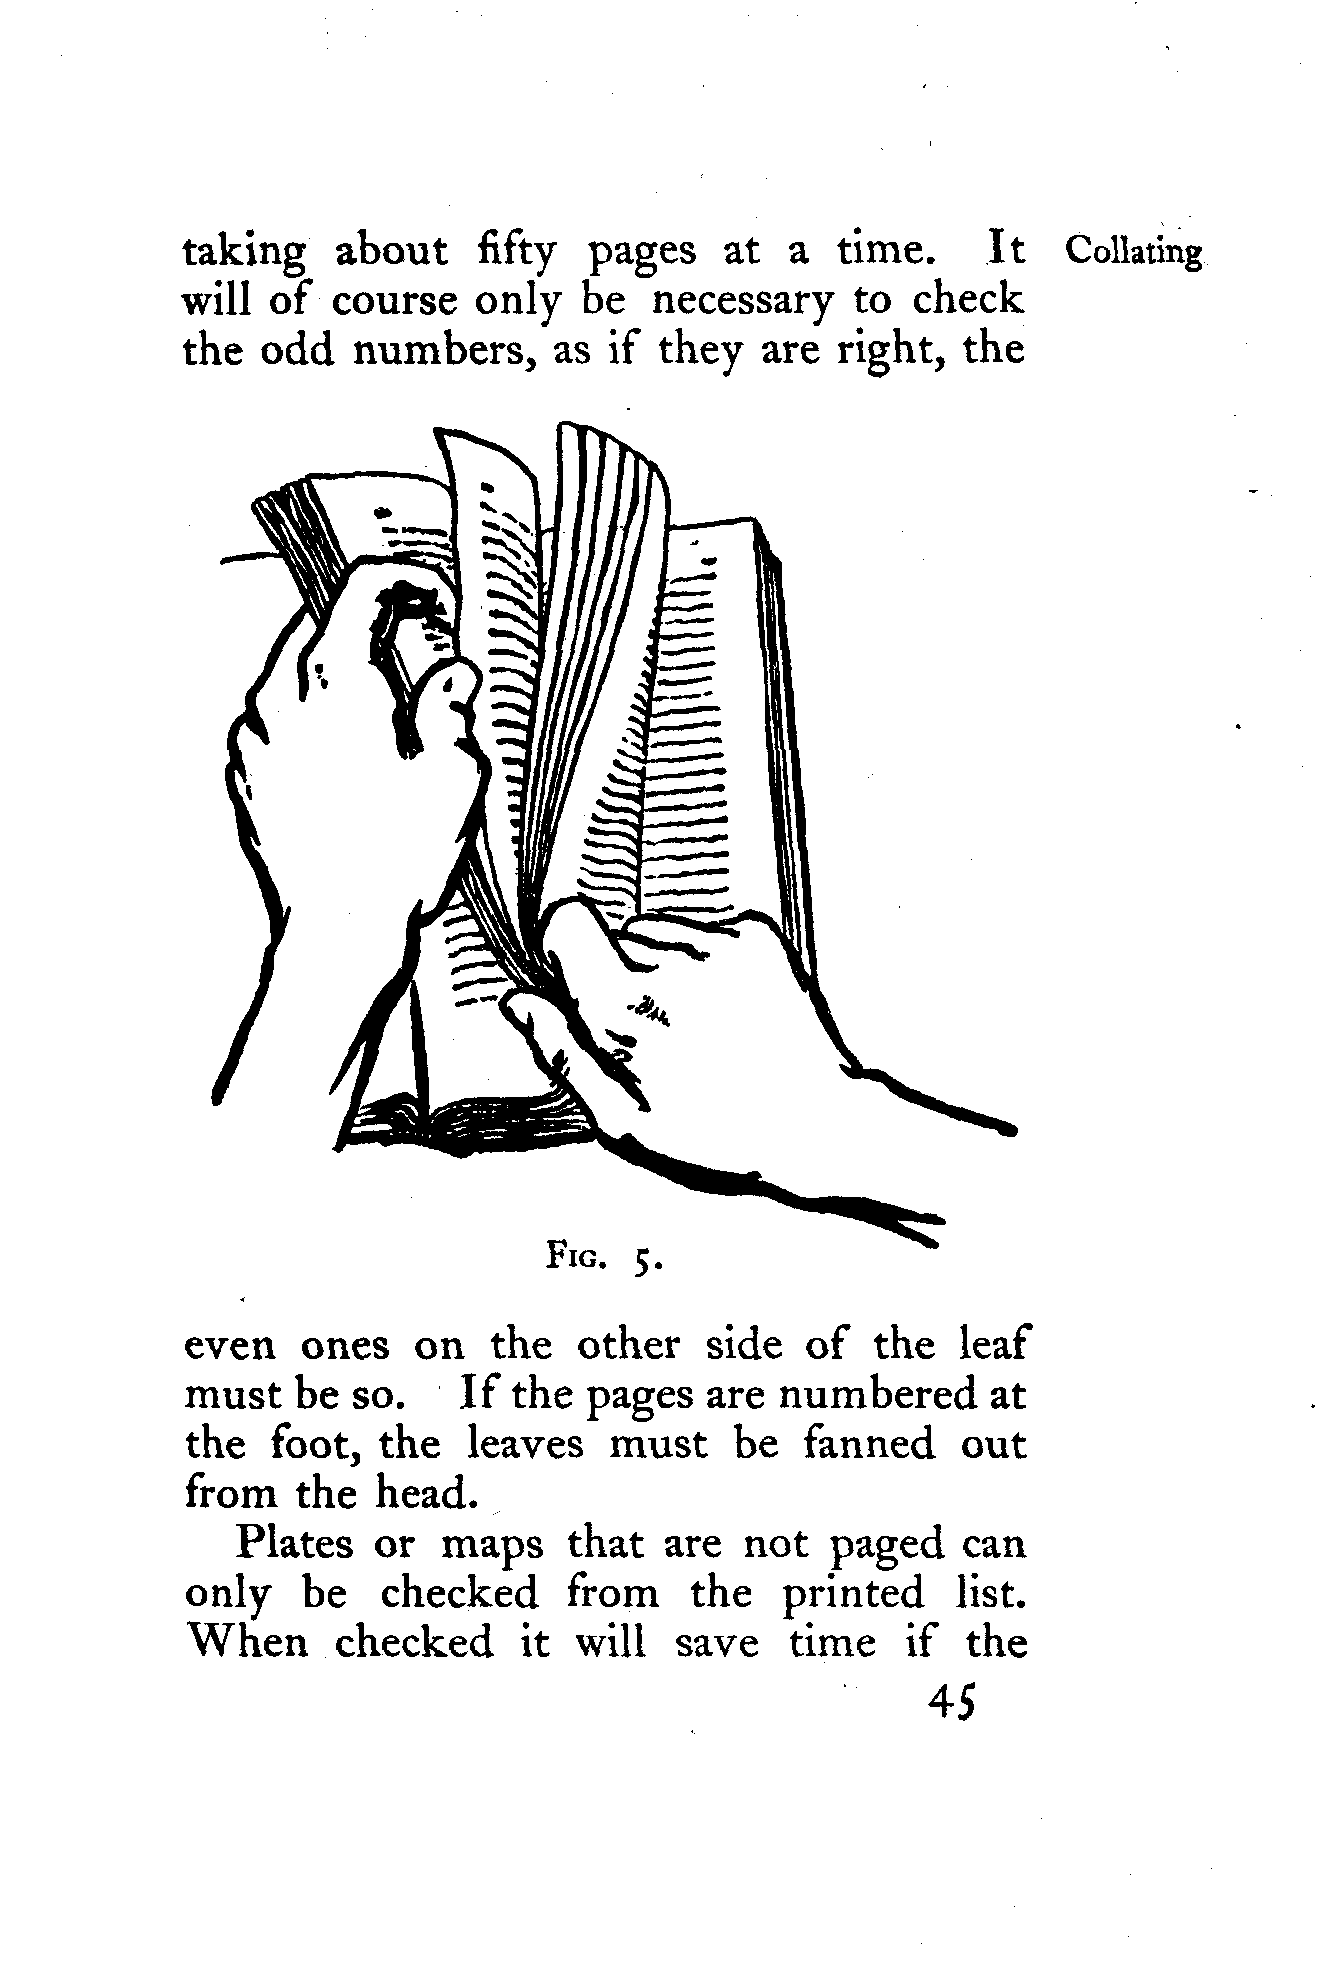 taking about fifty pages at a time. It Collating
will of course only be necessary to check
the odd numbers, as if they are right, the
FIG. 5.
even ones on the other side of the leaf
must be so. If the pages are numbered at
the foot, the leaves must be fanned out
from the head.
Plates or maps that are not paged can
only be checked from the printed list.
When checked it will save time if the
45